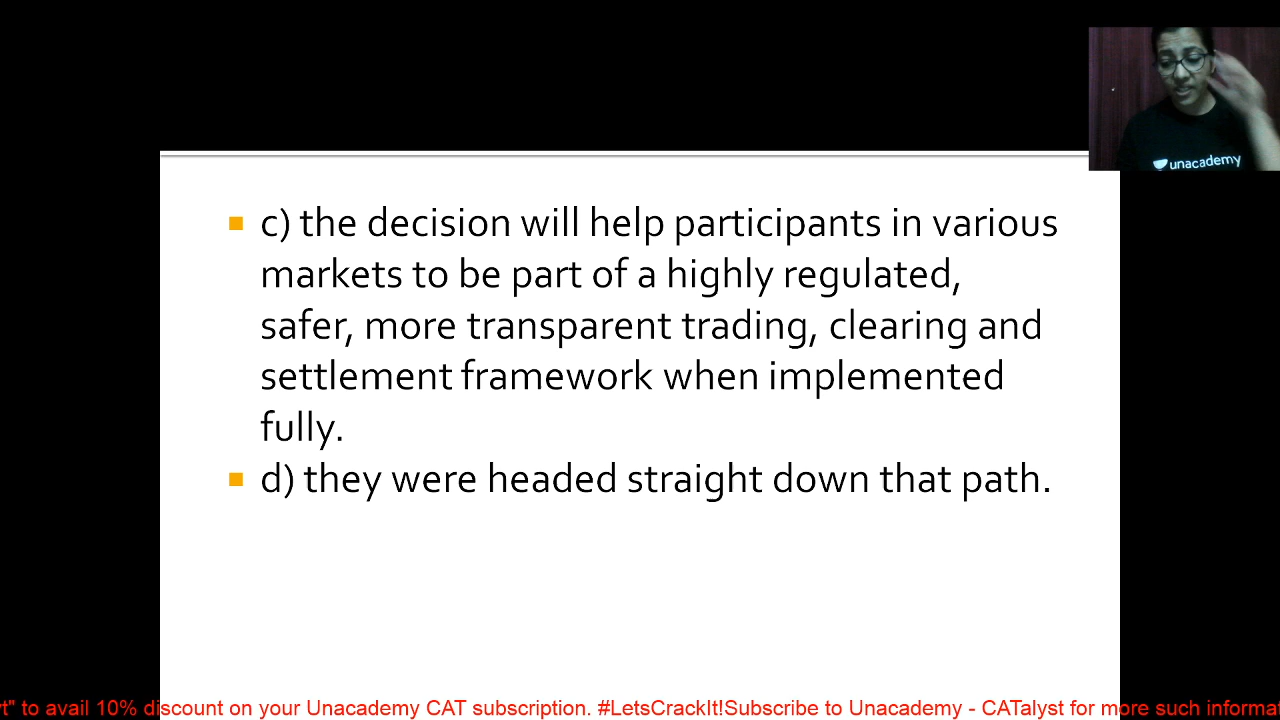 unacademy
c) the decision will help participants in various
markets to be part of a highly regulated,
safer, more transparent trading, clearing and
settlement framework when implemented
fully.
d) they were headed straight down that path.
" to avail 10% discount on your Unacademy CAT subscription. #LetsCrackIt!Subscribe to Unacademy - CATalyst for more such informa